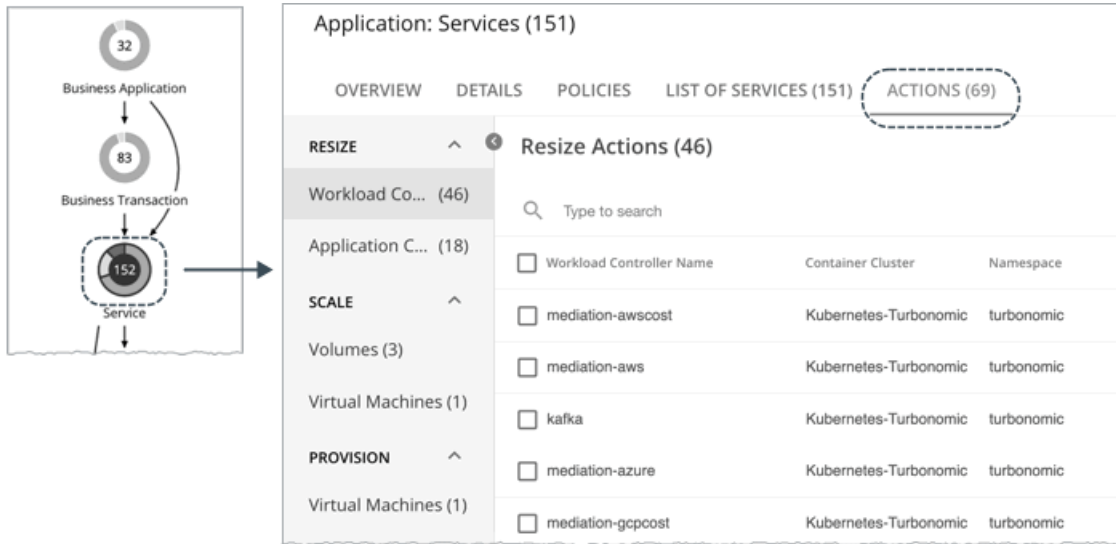 32
Business Application
83
Business Transaction
152
Service
Application: Services (151)
OVERVIEW DETAILS POLICIES LIST OF SERVICES (151) ACTIONS (69)
RESIZE
Workload Co... (46)
Application C... (18)
SCALE
Volumes (3)
Virtual Machines (1)
PROVISION
Virtual Machines (1)
Resize Actions (46)
Type to search
Workload Controller Name Container Cluster Namespace
mediation-awscost Kubernetes-Turbonomic turbonomic
mediation-aws Kubernetes-Turbonomic turbonomic
kafka Kubernetes-Turbonomic turbonomic
mediation-azure Kubernetes-Turbonomic turbonomic
mediation-gcpcost Kubernetes-Turbonomic turbonomic